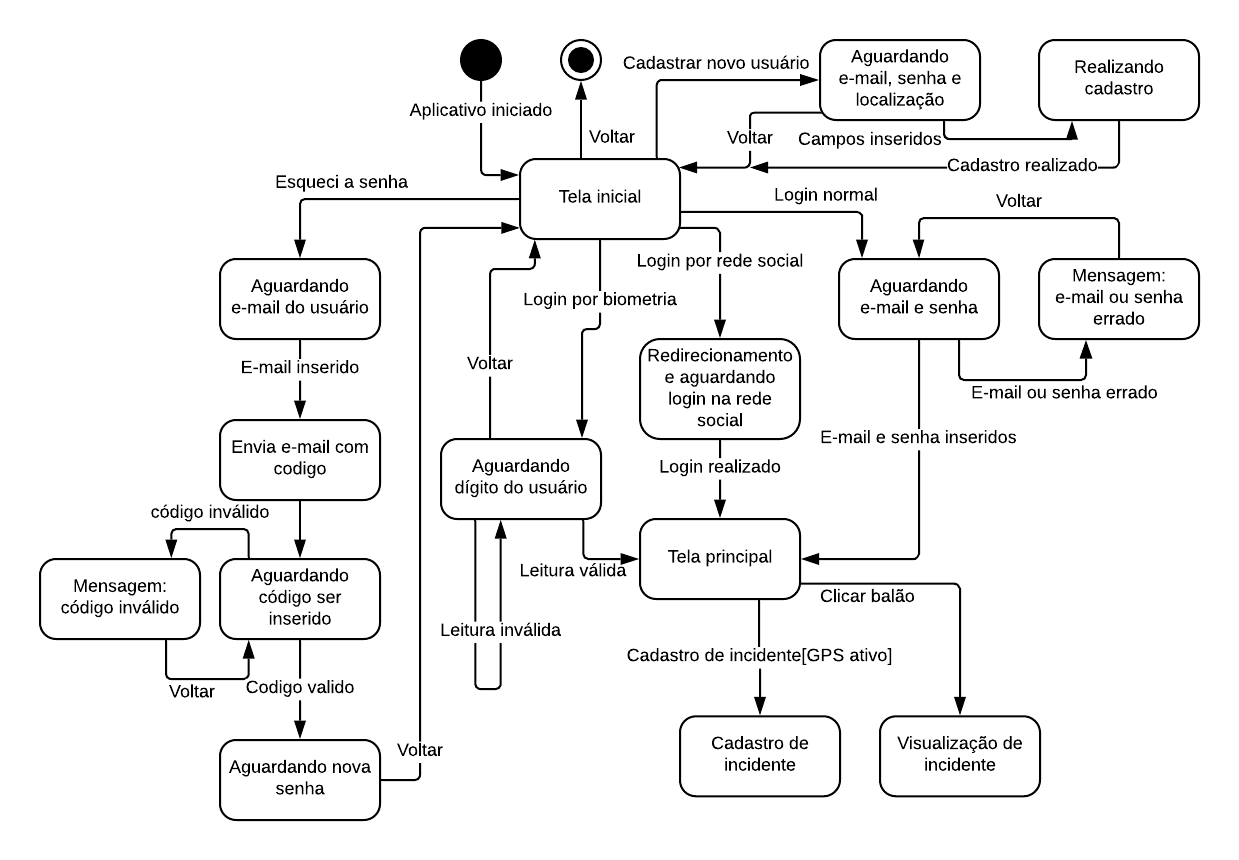 Aplicativo iniciado
Voltar
Cadastrar novo usuário
Aguardando
e-mail, senha e
localização
Realizando
cadastro
Voltar
Campos inseridos
Cadastro realizado
Tela inicial
Esqueci a senha
Login normal
Voltar
Login por rede social
Login por biometria
Aguardando
e-mail do usuário
Aguardando
e-mail e senha
Mensagem:
e-mail ou senha
errado
E-mail inserido
Voltar
Redirecionamento
e aguardando
login na rede
social
E-mail ou senha errado
E-mail e senha inseridos
Envia e-mail com
codigo
Aguardando
dígito do usuário
Login realizado
código inválido
Mensagem:
código inválido
Aguardando
código ser
inserido
Leitura válida
Tela principal
Clicar balão
Leitura inválida
Cadastro de incidente[GPS ativo]
Voltar
Codigo valido
Aguardando nova
senha
Voltar
Cadastro de
incidente
Visualização de
incidente